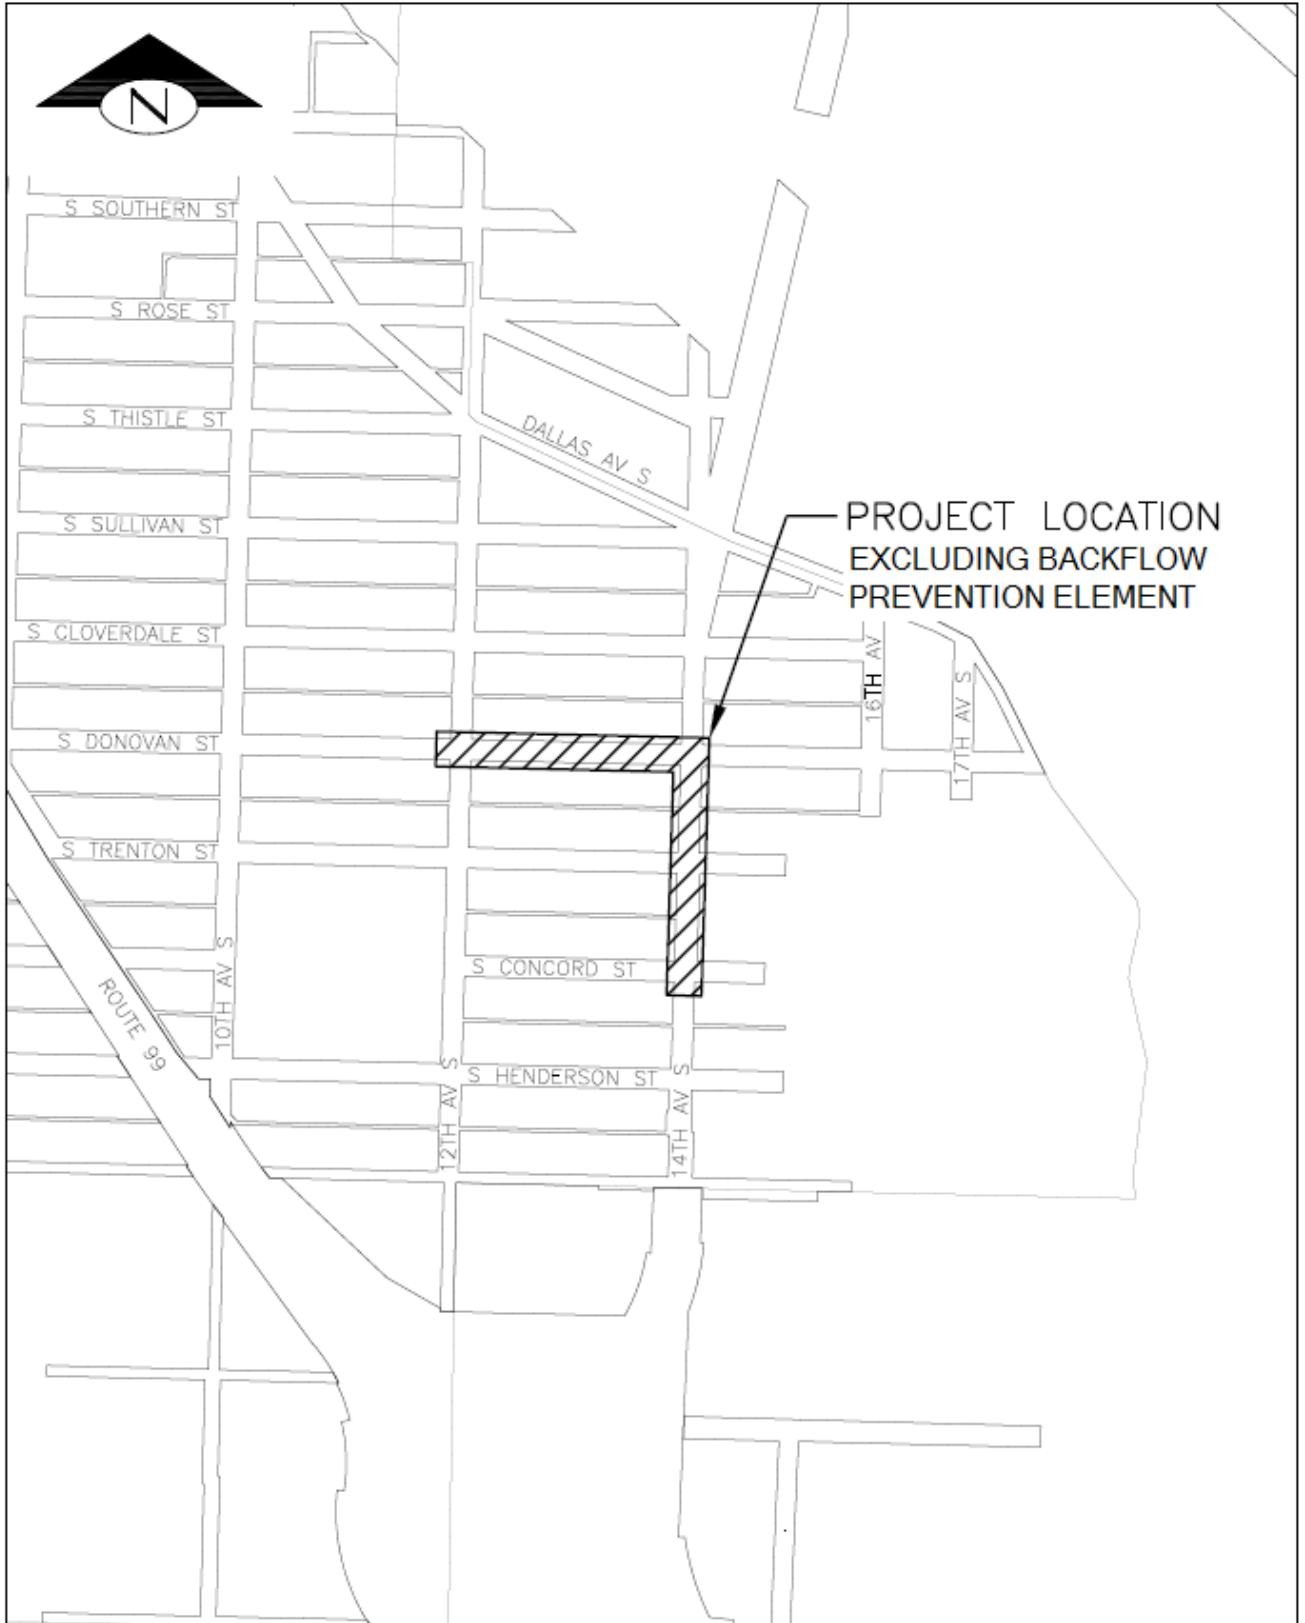 N
S SOUTHERN ST
S ROSE ST
S THISTLE ST
DALLAS AV S
S SULLIVAN ST
PROJECT LOCATION
EXCLUDING BACKFLOW
PREVENTION ELEMENT
S CLOVERDALE ST
16TH AV
17TH AV S
S DONOVAN ST
S TRENTON ST
S CONCORD ST
10TH AV S
ROUTE 99
S HENDERSON ST
12TH AV S
14TH AV S